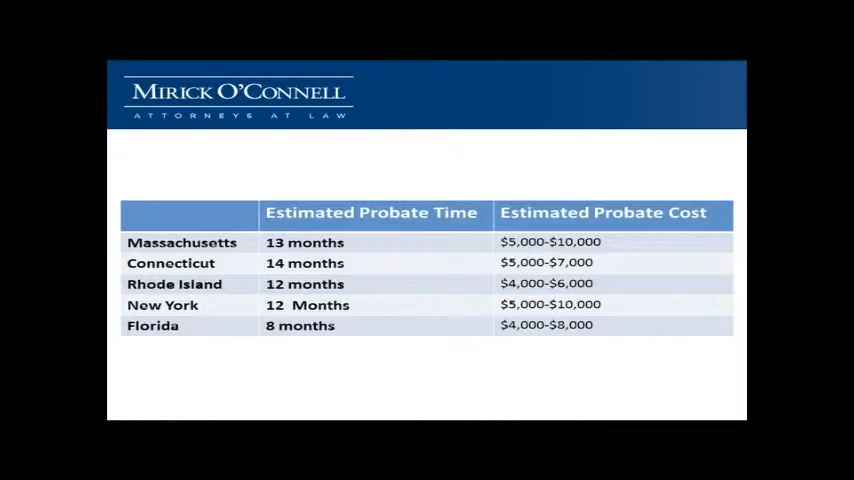 MIRICK O'CONNELL
ATTORNEYS AT LAW
Estimated Probate Time Estimated Probate Cost
Massachusetts 13 months $5,000-$10,000
Connecticut 14 months $5,000-$7,000
Rhode Island 12 months $4,000-$6,000
New York 12 Months $5,000-$10,000
Florida 8 months $4,000-$8,000